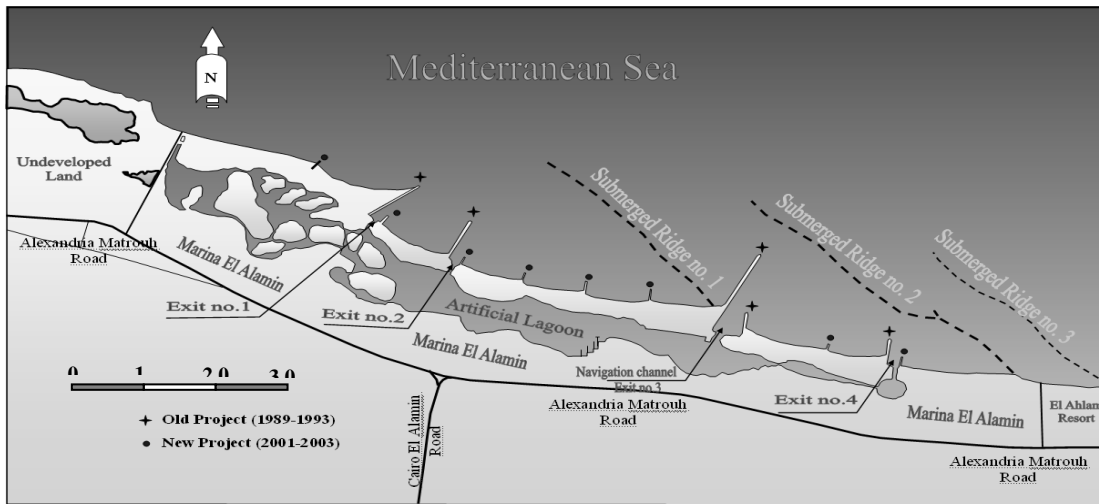 Mediterranean Sea
N
Undeveloped
Land
Submerged Ridge no. 1
Submerged Ridge no. 2
Submerged Ridge no. 3
Alexandria Matrouh
Road
Marina El Alamin
Exit no.1
Exit no.2
Artificial Lagoon
Marina El Alamin
Navigation channel
Exit no.3
Exit no.4
Alexandria Matrouh
Road
Marina El Alamin
El Ahlam
Resort
Alexandria Matrouh
Road
Cairo El Alamin
Road
0 1.0 2.0 3.0
Old Project (1989-1993)
New Project (2001-2003)